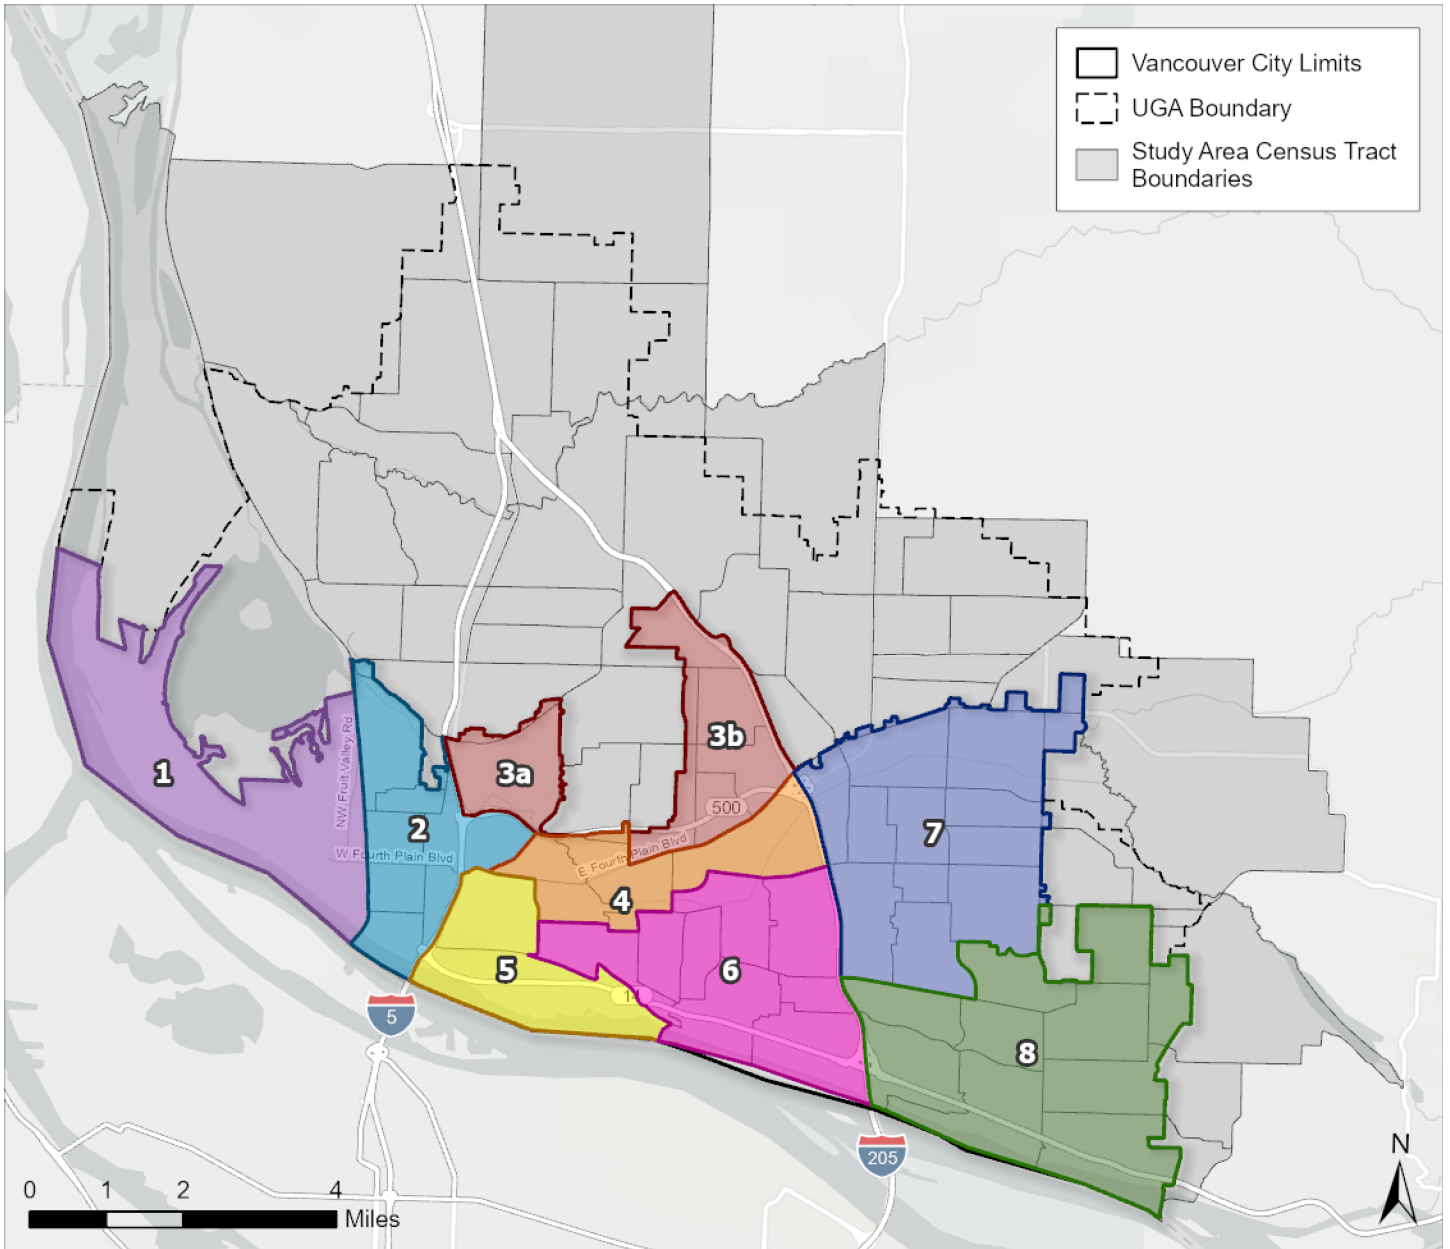 Vancouver City Limits
UGA Boundary
Study Area Census Tract
Boundaries
3b
3a
1
NW Fruit Valley Rd
500
2
7
W Fourth Plain Blvd
E Fourth Plain Blvd
4
5
6
14
5
8
N
205
0 1 2 4
Miles